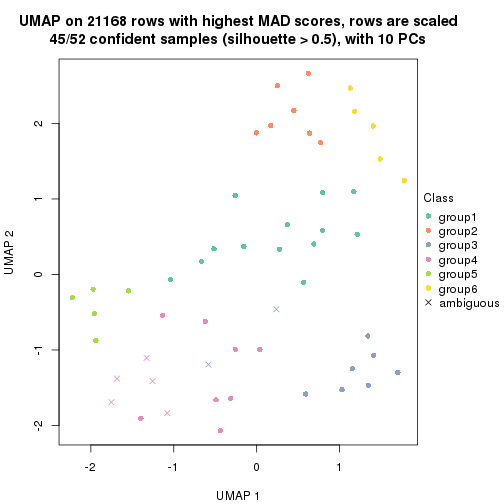 UMAP on 21168 rows with highest MAD scores, rows are scaled
45/52 confident samples (silhouette > 0.5), with 10 PCs
UMAP 2
2
1
0
-1
-2
-2
-1
0
1
UMAP 1
Class
group1
group2
group3
group4
group5
group6
ambiguous